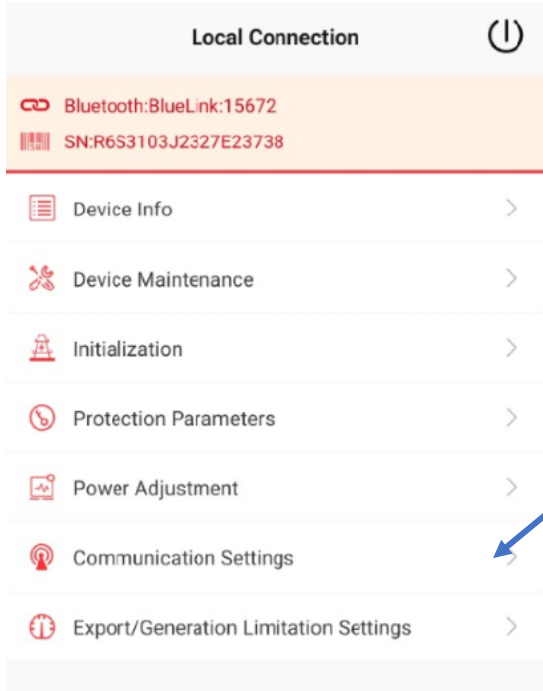 Local Connection
Bluetooth:BlueLink:15672
SN:R6S3103J2327E23738
Device Info
Device Maintenance
Initialization
Protection Parameters
Power Adjustment
Communication Settings
Export/Generation Limitation Settings